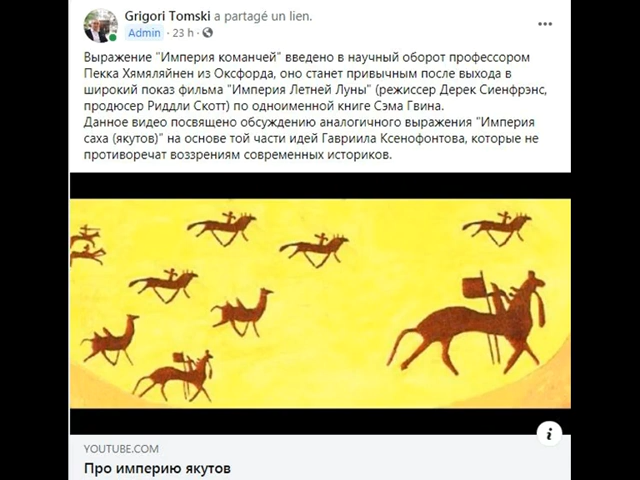 Grigori Tomski a partagé un lien.
Admin · 23 h ·
Выражение "Империя команчей" введено в научный оборот профессором
Пекка Хямяляйнен из Оксфорда, оно станет привычным после выхода в
широкий показ фильма "Империя Летней Луны" (режиссер Дерек Сиенфрэнс,
продюсер Риддли Скотт) по одноименной книге Сэма Гвина.
Данное видео посвящено обсуждению аналогичного выражения "Империя
саха (якутов)" на основе той части идей Гавриила Ксенофонтова, которые не
противоречат воззрениям современных историков.
YOUTUBE.COM
Про империю якутов